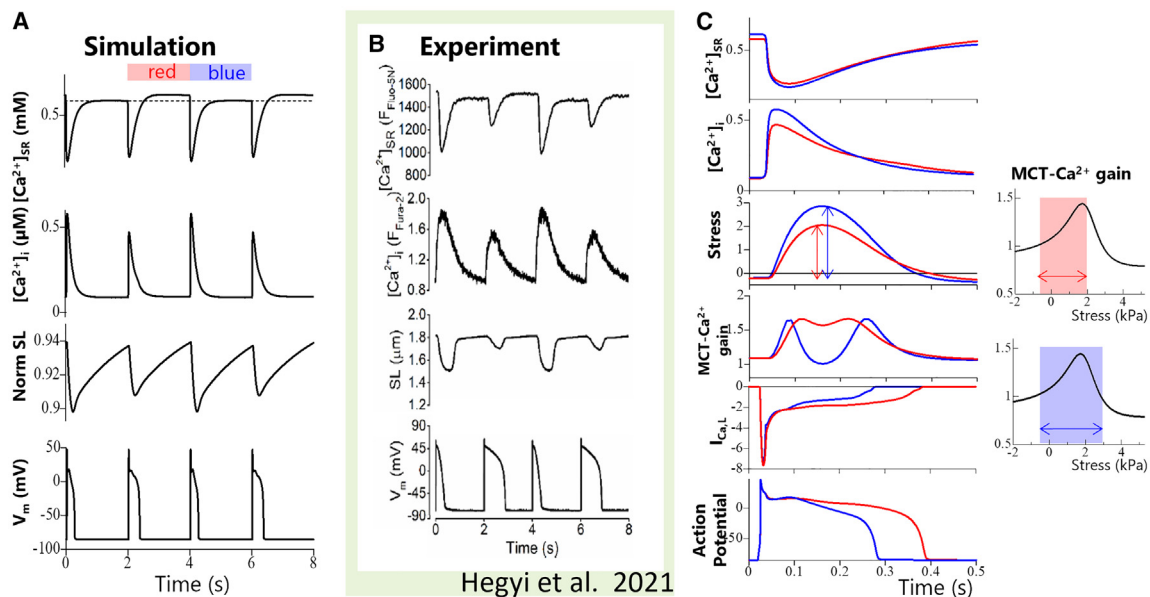 A
Simulation
red blue
[Ca²⁺]SR (mM)
0.5
[Ca²⁺]i (µM)
0.5
0
Norm SL
0.94
0.92
0.9
Vm (mV)
50
0
-50
-100
0 2 4 6 8
Time (s)
B Experiment
[Ca²⁺]SR (FFluo-5N)
1600
1400
1200
1000
800
[Ca²⁺]i (FFura-2)
2.0
1.6
1.2
0.8
SL (µm)
2.0
1.8
1.6
1.4
1.2
Vm (mV)
90
45
0
-45
-90
0 2 4 6 8
Time (s)
Hegyi et al. 2021
C
[Ca²⁺]SR
0.5
[Ca²⁺]i
0.5
0
Stress
3
2
1
0
MCT-Ca²⁺
gain
2
1.5
1
ICa,L
0
-2
-4
-6
-8
Action
Potential
0
-50
0 0.1 0.2 0.3 0.4 0.5
Time (s)
MCT-Ca²⁺ gain
1.5
1
0.5
-2 0 2 4
Stress (kPa)
1.5
1
0.5
-2 0 2 4
Stress (kPa)